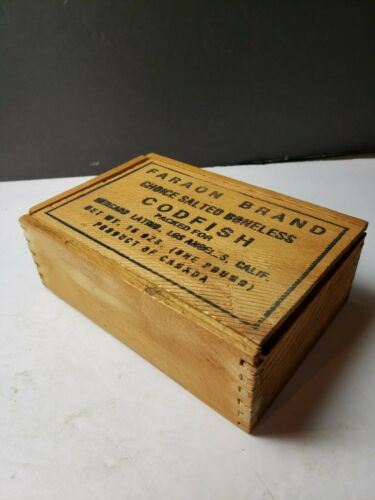 FARAON BRAND
CHOICE SALTED BONELESS
CODFISH
PACKED FOR
MERCADO LATINO, LOS ANGELES, CALIF.
NET WT. 16 OZS. (ONE POUND)
PRODUCT OF CANADA